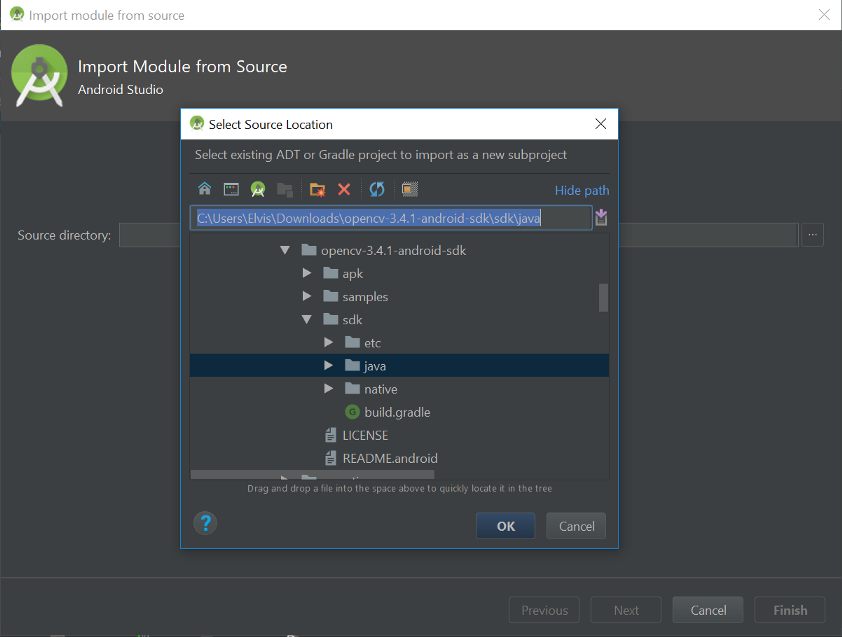 Import module from source
Import Module from Source
Android Studio
Select Source Location
Select existing ADT or Gradle project to import as a new subproject
Hide path
C:\Users\Elvis\Downloads\opencv-3.4.1-android-sdk\sdk\java
Source directory:
...
opencv-3.4.1-android-sdk
apk
samples
sdk
etc
java
native
G build.gradle
LICENSE
README.android
Drag and drop a file into the space above to quickly locate it in the tree
? OK Cancel
Previous Next Cancel Finish